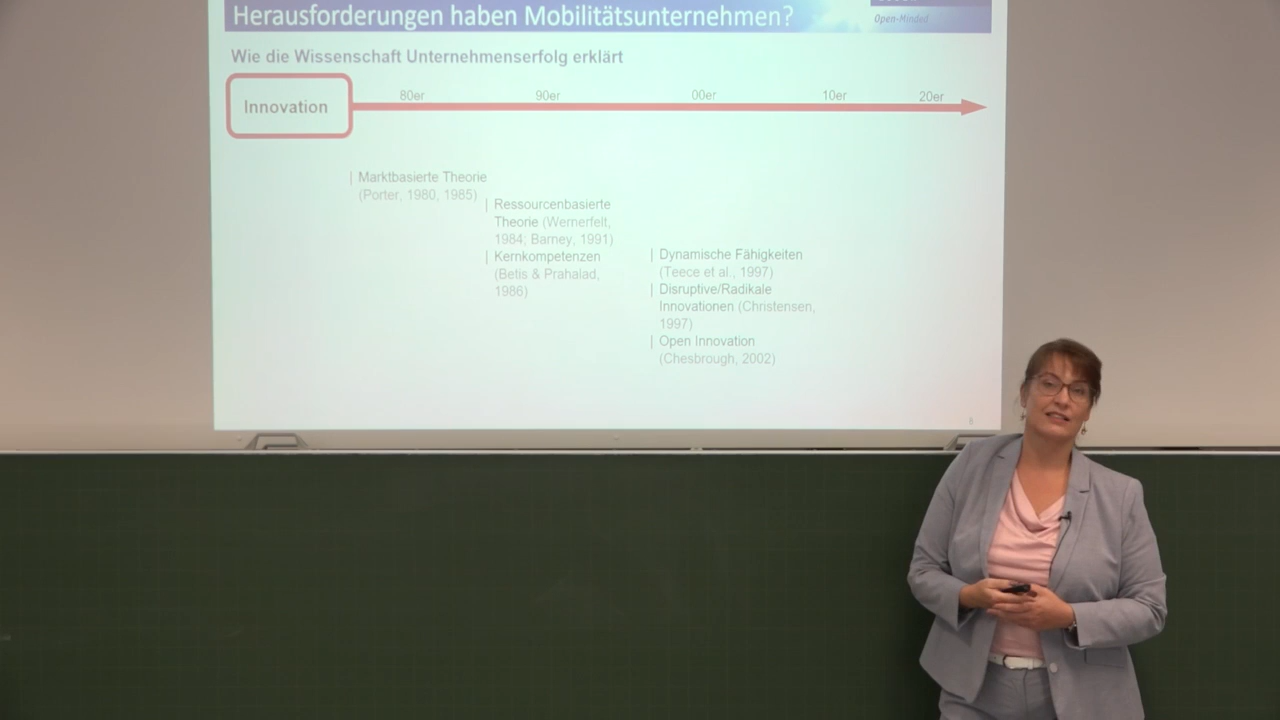 Herausforderungen haben Mobilitätsunternehmen?
Open-Minded
Wie die Wissenschaft Unternehmenserfolg erklärt
Innovation
80er
90er
00er
10er
20er
| Marktbasierte Theorie
(Porter, 1980, 1985)
| Ressourcenbasierte
Theorie (Wernerfelt,
1984; Barney, 1991)
| Kernkompetenzen
(Betis & Prahalad,
1986)
| Dynamische Fähigkeiten
(Teece et al., 1997)
| Disruptive/Radikale
Innovationen (Christensen,
1997)
| Open Innovation
(Chesbrough, 2002)